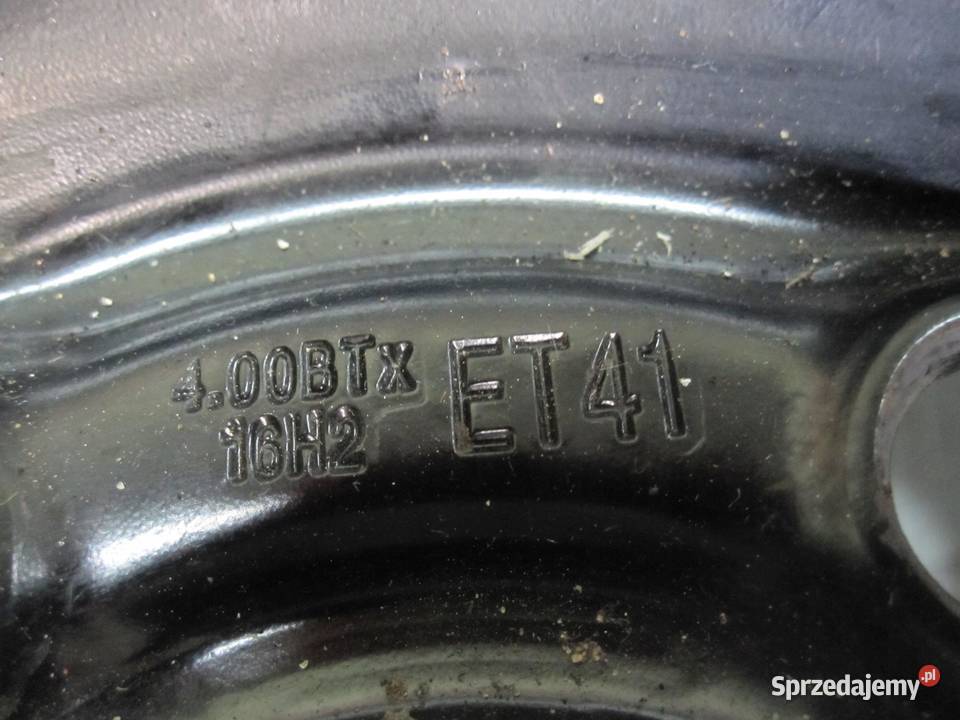 4.00BTx ET41
16H2
Sprzedajemy.pl